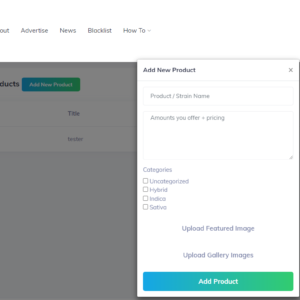 out Advertise News Blocklist How To
ducts Add New Product
Title
tester
Add New Product x
Product / Strain Name
Amounts you offer + pricing
Categories
Uncategorized
Hybrid
Indica
Sativa
Upload Featured Image
Upload Gallery Images
Add Product